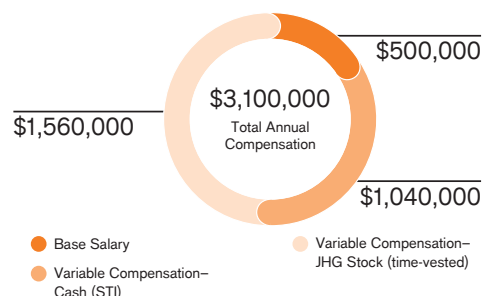 $500,000
$3,100,000
Total Annual
Compensation
$1,560,000
$1,040,000
Base Salary
Variable Compensation–
Cash (STI)
Variable Compensation–
JHG Stock (time-vested)